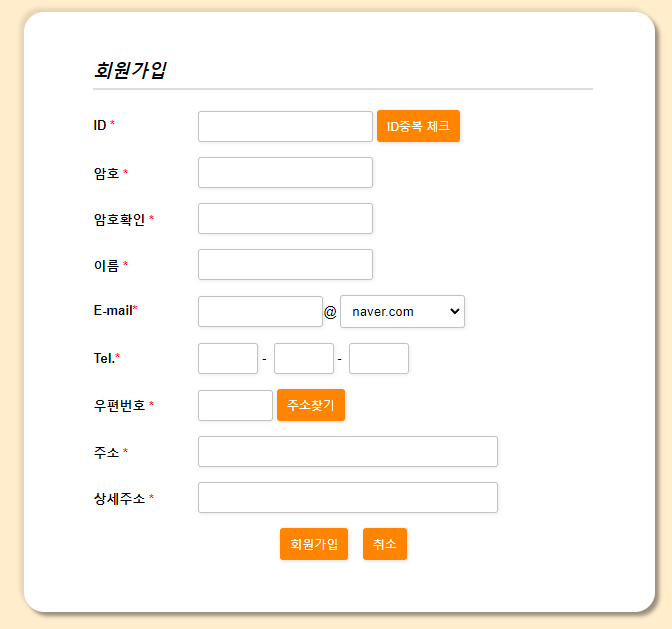 회원가입
ID * ID중복 체크
암호 *
암호확인 *
이름 *
E-mail* @ naver.com
Tel.* - -
우편번호 * 주소찾기
주소 *
상세주소 *
회원가입 취소